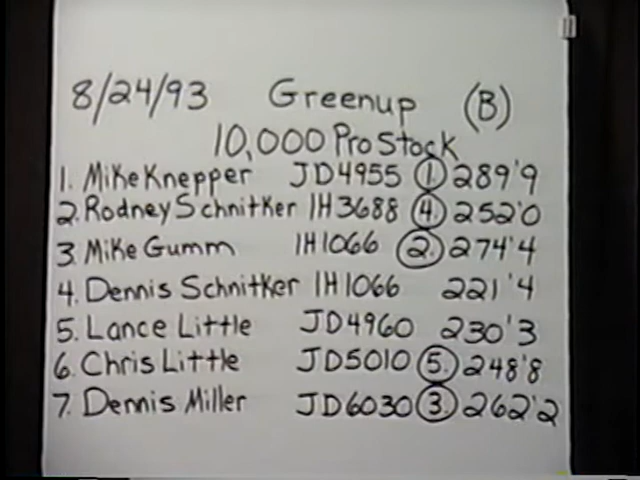 8/24/93 Greenup (B)
10,000 Pro Stock
1. Mike Knepper JD4955 1. 289'9
2. Rodney Schnitker IH3688 4. 252'0
3. Mike Gumm IH1066 2. 274'4
4. Dennis Schnitker IH1066 221'4
5. Lance Little JD4960 230'3
6. Chris Little JD5010 5. 248'8
7. Dennis Miller JD6030 3. 262'2